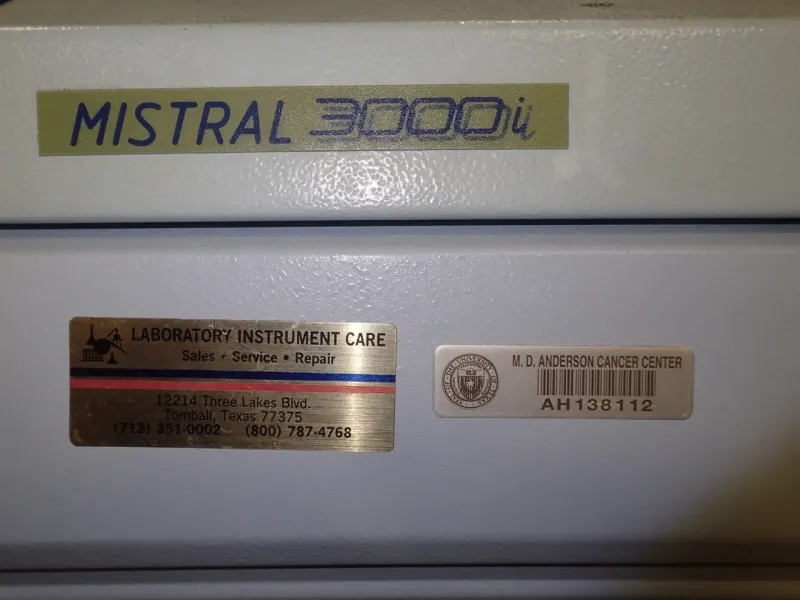 MISTRAL 3000i
LABORATORY INSTRUMENT CARE
Sales • Service • Repair
12214 Three Lakes Blvd.
Tomball, Texas 77375
(713) 351-0002 (800) 787-4768
M. D. ANDERSON CANCER CENTER
AH138112